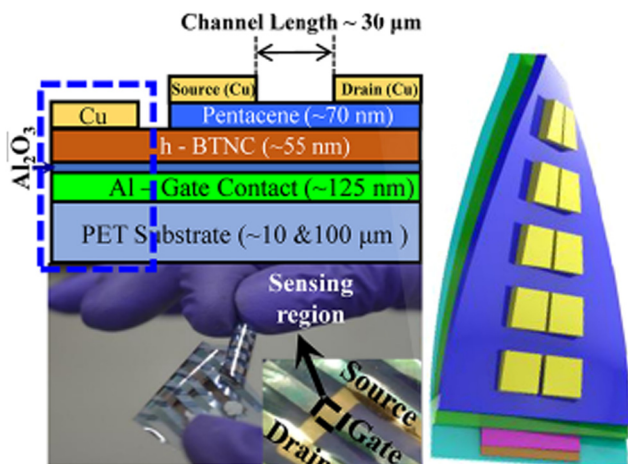 Channel Length ~ 30 μm
Source (Cu)
Drain (Cu)
Cu
Pentacene (~70 nm)
Al2O3
h - BTNC (~55 nm)
Al – Gate Contact (~125 nm)
PET Substrate (~10 &100 μm )
Sensing
region
Source
Gate
Drain